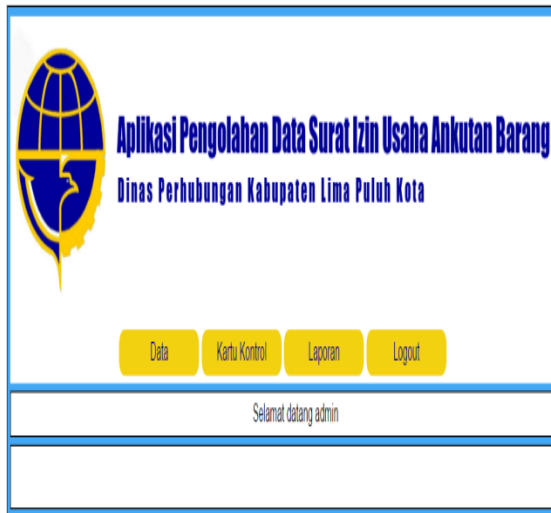 Aplikasi Pengolahan Data Surat Izin Usaha Ankutan Barang
Dinas Perhubungan Kabupaten Lima Puluh Kota
Data Kartu Kontrol Laporan Logout
Selamat datang admin